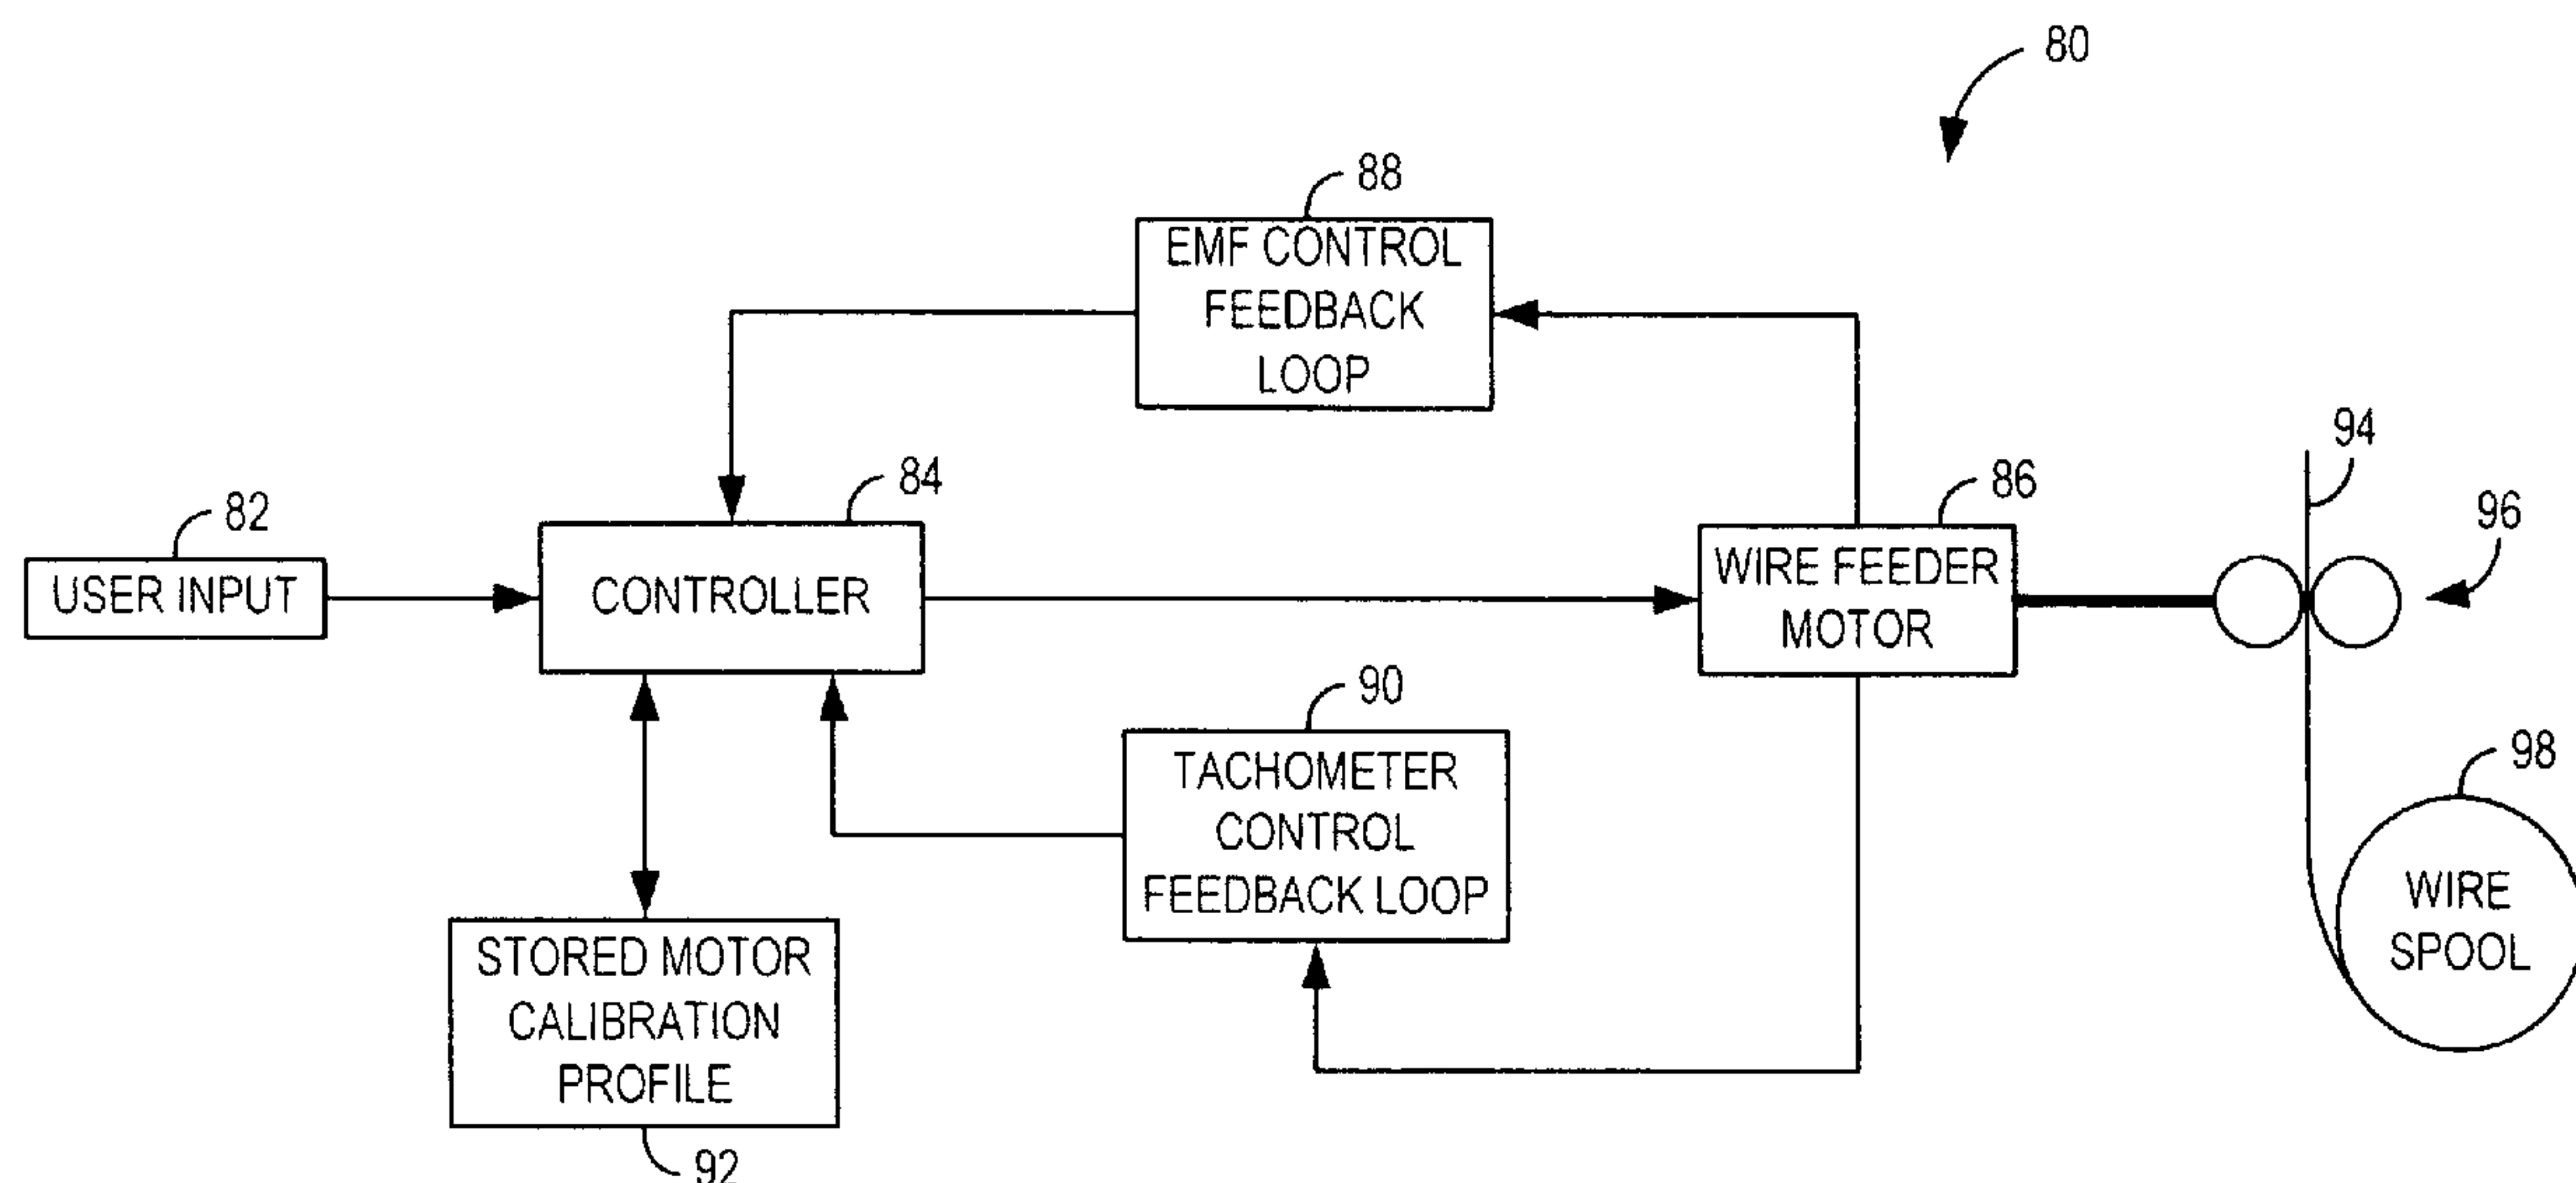 80
88
EMF CONTROL
FEEDBACK
LOOP
94
84
86
96
82
USER INPUT
CONTROLLER
WIRE FEEDER
MOTOR
90
98
TACHOMETER
CONTROL
FEEDBACK LOOP
WIRE
SPOOL
STORED MOTOR
CALIBRATION
PROFILE
92